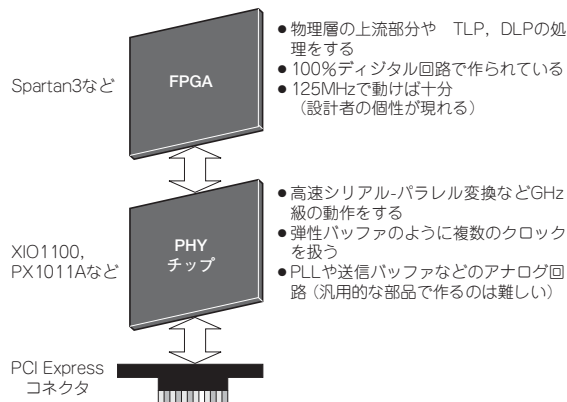 Spartan3など
FPGA
●物理層の上流部分や　TLP，DLPの処
理をする
●100％ディジタル回路で作られている
●125MHzで動けば十分
（設計者の個性が現れる）
XIO1100，
PX1011Aなど
PHY
チップ
●高速シリアル-パラレル変換などGHz
級の動作をする
●弾性バッファのように複数のクロック
を扱う
●PLLや送信バッファなどのアナログ回
路（汎用的な部品で作るのは難しい）
PCI Express
コネクタ